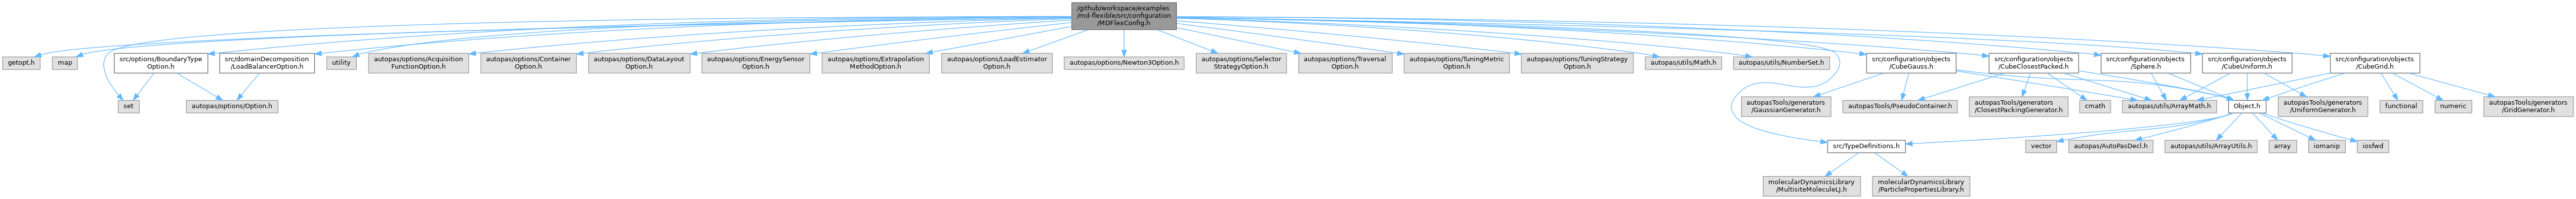 /github/workspace/examples
/md-flexible/src/configuration
/MDFlexConfig.h
getopt.h
map
src/options/BoundaryType
Option.h
src/domainDecomposition
/LoadBalancerOption.h
utility
autopas/options/Acquisition
FunctionOption.h
autopas/options/Container
Option.h
autopas/options/DataLayout
Option.h
autopas/options/EnergySensor
Option.h
autopas/options/Extrapolation
MethodOption.h
autopas/options/LoadEstimator
Option.h
autopas/options/Newton3Option.h
autopas/options/Selector
StrategyOption.h
autopas/options/Traversal
Option.h
autopas/options/TuningMetric
Option.h
autopas/options/TuningStrategy
Option.h
autopas/utils/Math.h
autopas/utils/NumberSet.h
src/configuration/objects
/CubeGauss.h
src/configuration/objects
/CubeClosestPacked.h
src/configuration/objects
/Sphere.h
src/configuration/objects
/CubeUniform.h
src/configuration/objects
/CubeGrid.h
set
autopas/options/Option.h
autopasTools/generators
/GaussianGenerator.h
autopasTools/PseudoContainer.h
autopasTools/generators
/ClosestPackingGenerator.h
cmath
autopas/utils/ArrayMath.h
Object.h
autopasTools/generators
/UniformGenerator.h
functional
numeric
autopasTools/generators
/GridGenerator.h
src/TypeDefinitions.h
vector
autopas/AutoPasDecl.h
autopas/utils/ArrayUtils.h
array
iomanip
iosfwd
molecularDynamicsLibrary
/MultisiteMoleculeLJ.h
molecularDynamicsLibrary
/ParticlePropertiesLibrary.h